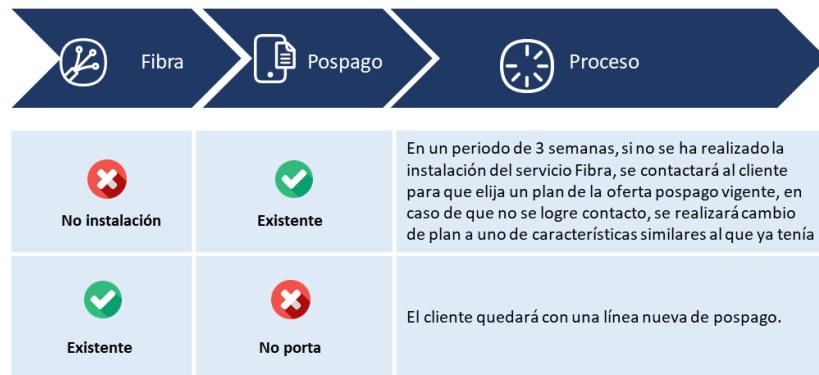 Fibra
Pospago
Proceso
No instalación
Existente
En un periodo de 3 semanas, si no se ha realizado la
instalación del servicio Fibra, se contactará al cliente
para que elija un plan de la oferta pospago vigente, en
caso de que no se logre contacto, se realizará cambio
de plan a uno de características similares al que ya tenía
Existente
No porta
El cliente quedará con una línea nueva de pospago.